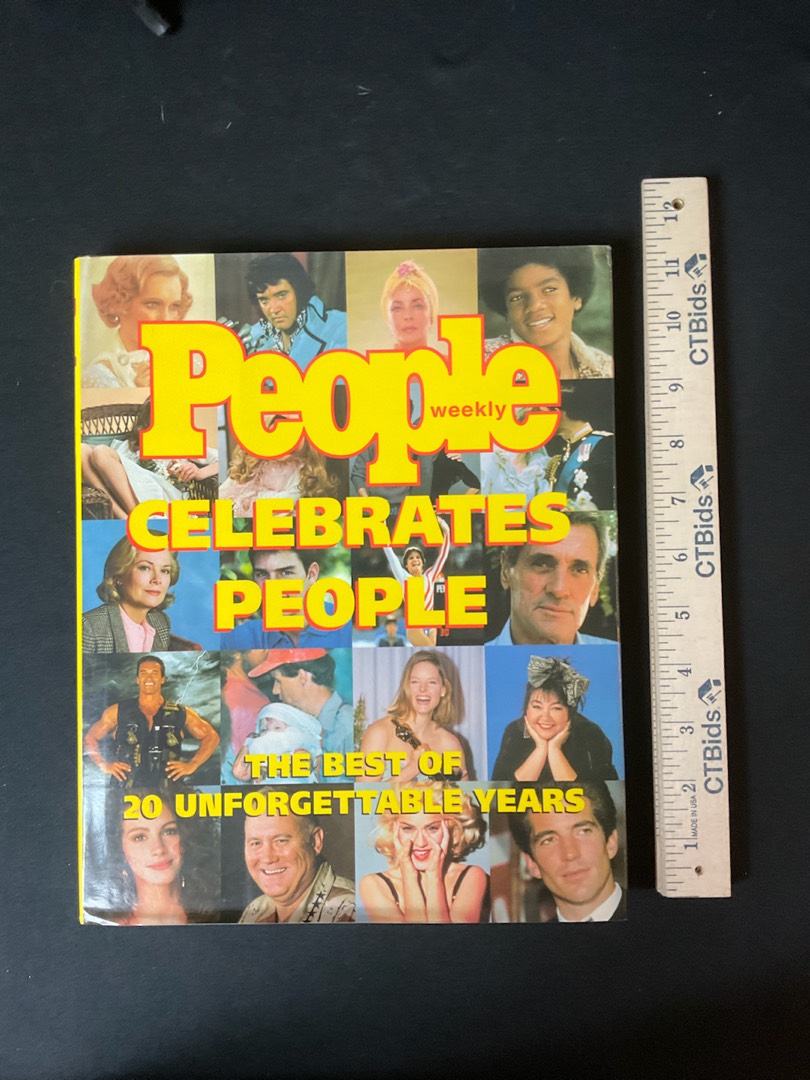 People
weekly
CELEBRATES
PEOPLE
THE BEST OF
20 UNFORGETTABLE YEARS
1 2 3 4 5 6 7 8 9 10 11 12
MADE IN USA
CTBids
CTBids
CTBids